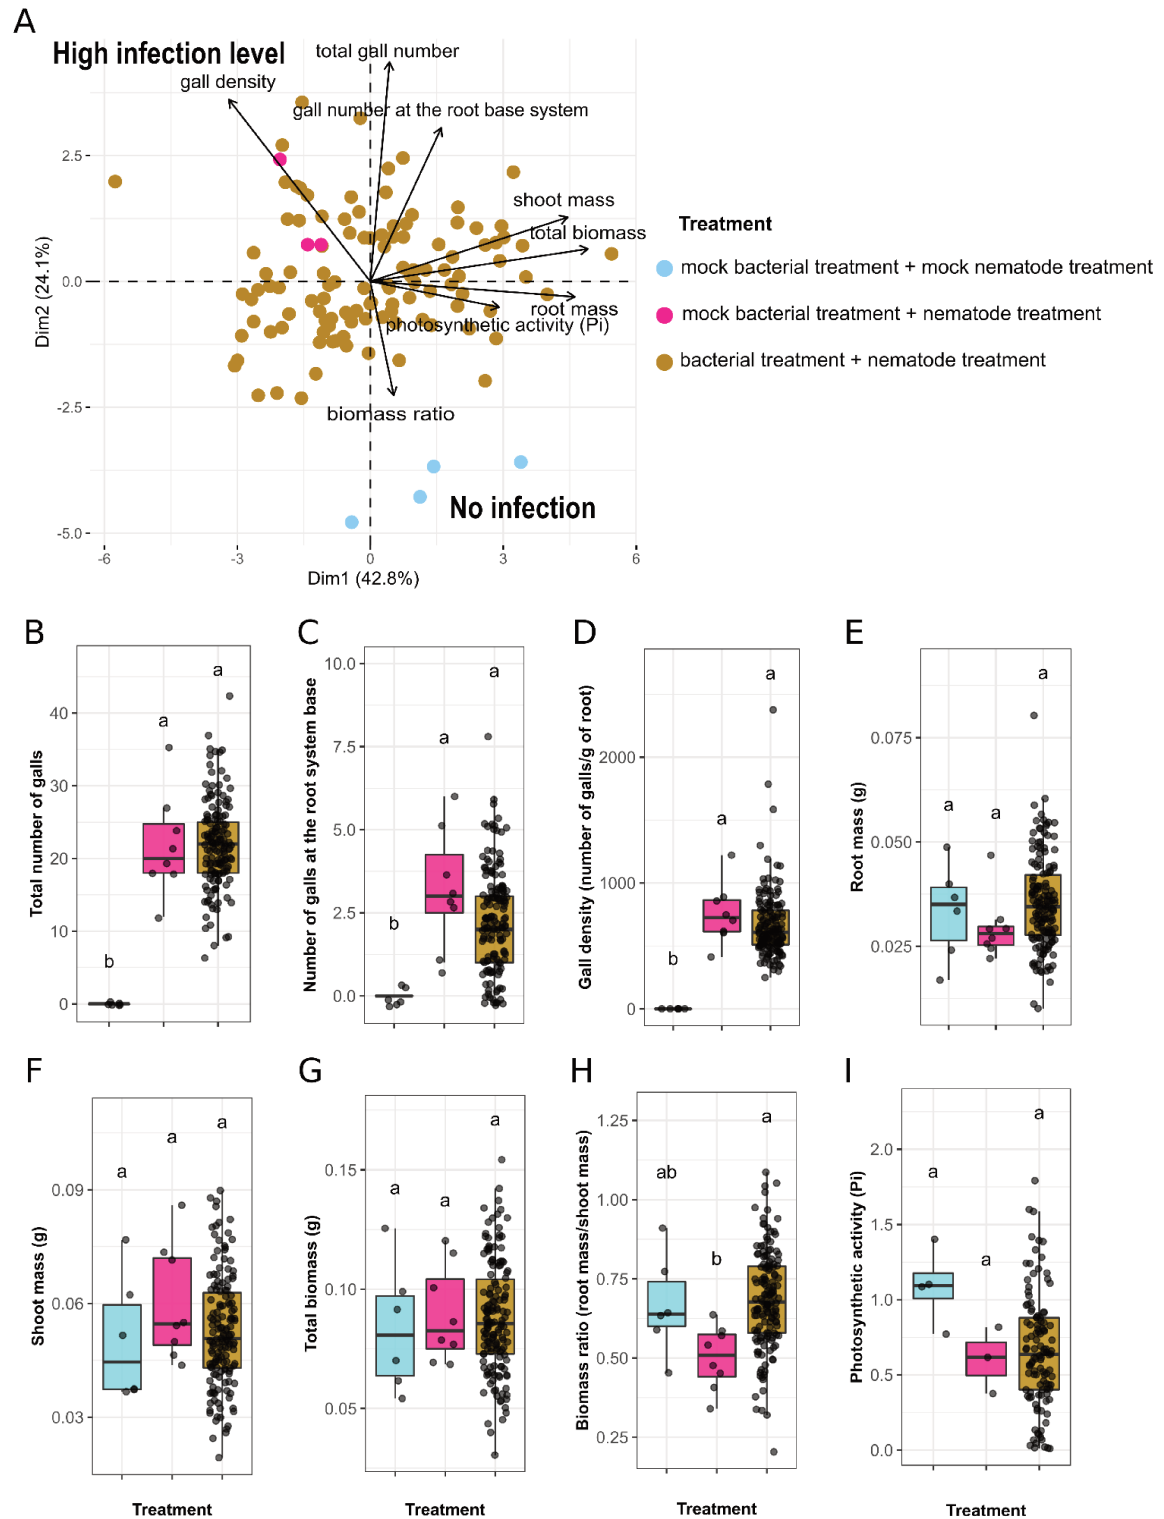 A
High infection level
total gall number
gall density
gall number at the root base system
shoot mass
total biomass
root mass
photosynthetic activity (Pi)
biomass ratio
No infection
2.5
0.0
-2.5
-5.0
Dim2 (24.1%)
-6
-3
0
3
6
Dim1 (42.8%)
Treatment
mock bacterial treatment + mock nematode treatment
mock bacterial treatment + nematode treatment
bacterial treatment + nematode treatment
B
Total number of galls
40
30
20
10
0
b
a
a
C
Number of galls at the root system base
10.0
7.5
5.0
2.5
0.0
b
a
a
D
Gall density (number of galls/g of root)
2000
1000
0
b
a
a
E
Root mass (g)
0.075
0.050
0.025
a
a
a
F
Shoot mass (g)
0.09
0.06
0.03
a
a
a
Treatment
G
Total biomass (g)
0.15
0.10
0.05
a
a
a
Treatment
H
Biomass ratio (root mass/shoot mass)
1.25
1.00
0.75
0.50
0.25
ab
b
a
Treatment
I
Photosynthetic activity (Pi)
2.0
1.5
1.0
0.5
0.0
a
a
a
Treatment